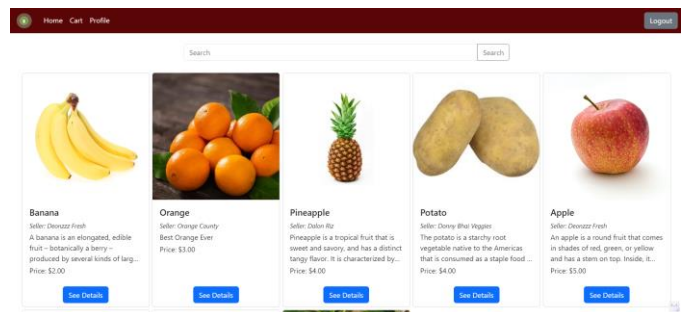 Home Cart Profile
Logout
Search
Search
Banana
Seller: Deonzzz Fresh
A banana is an elongated, edible
fruit – botanically a berry –
produced by several kinds of larg...
Price: $2.00
See Details
Orange
Seller: Orange County
Best Orange Ever
Price: $3.00
See Details
Pineapple
Seller: Dalon Riz
Pineapple is a tropical fruit that is
sweet and savory, and has a distinct
tangy flavor. It is characterized by...
Price: $4.00
See Details
Potato
Seller: Donny Bhai Veggies
The potato is a starchy root
vegetable native to the Americas
that is consumed as a staple food ...
Price: $4.00
See Details
Apple
Seller: Deonzzz Fresh
An apple is a round fruit that comes
in shades of red, green, or yellow
and has a stem on top. Inside, it...
Price: $5.00
See Details